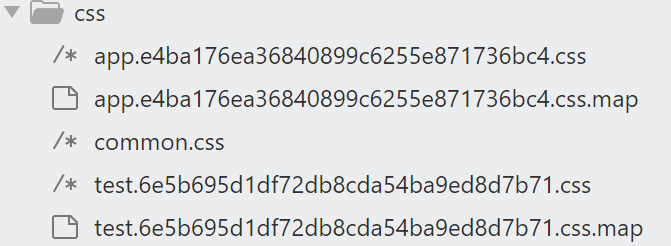 css
/* app.e4ba176ea36840899c6255e871736bc4.css
app.e4ba176ea36840899c6255e871736bc4.css.map
/* common.css
/* test.6e5b695d1df72db8cda54ba9ed8d7b71.css
test.6e5b695d1df72db8cda54ba9ed8d7b71.css.map